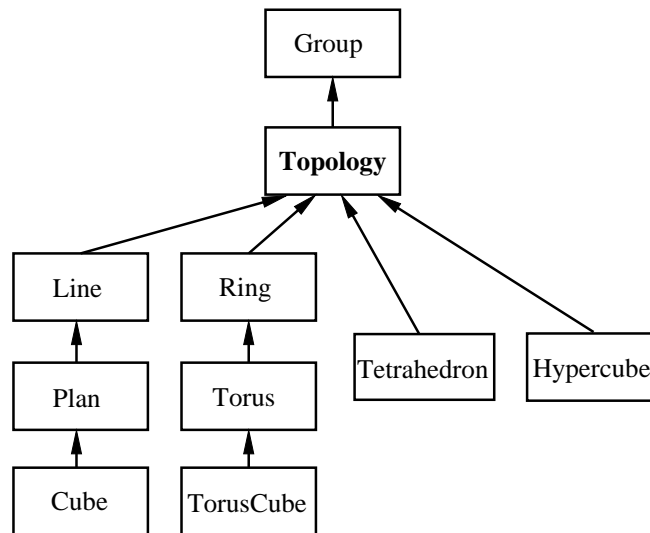 Group
Topology
Line
Ring
Tetrahedron
Hypercube
Plan
Torus
Cube
TorusCube